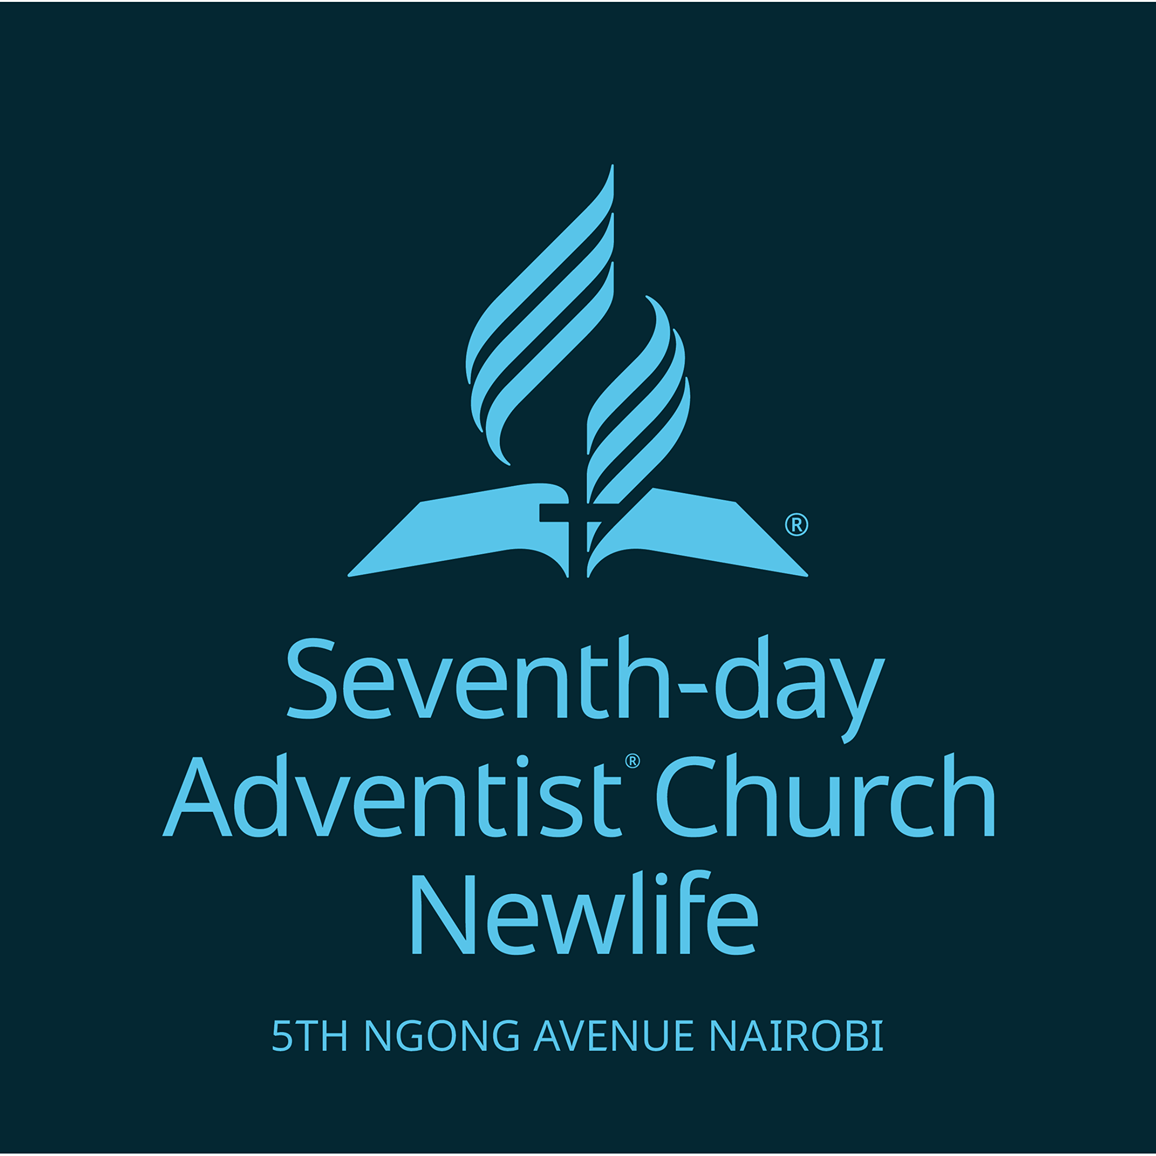 ®
Seventh-day
Adventist® Church
Newlife
5TH NGONG AVENUE NAIROBI